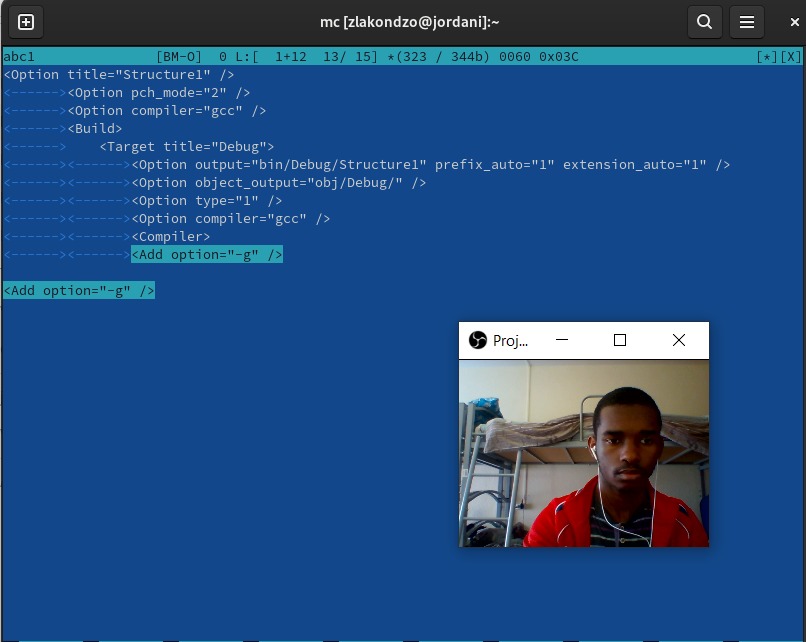 mc [zlakondzo@jordani]:~
abc1 [BM-O] 0 L:[ 1+12 13/ 15] *(323 / 344b) 0060 0x03C [*][X]
<Option title="Structure1" />
<------><Option pch_mode="2" />
<------><Option compiler="gcc" />
<------><Build>
<------> <Target title="Debug">
<------><------><Option output="bin/Debug/Structure1" prefix_auto="1" extension_auto="1" />
<------><------><Option object_output="obj/Debug/" />
<------><------><Option type="1" />
<------><------><Option compiler="gcc" />
<------><------><Compiler>
<------><------><Add option="-g" />
<Add option="-g" />
Proj...